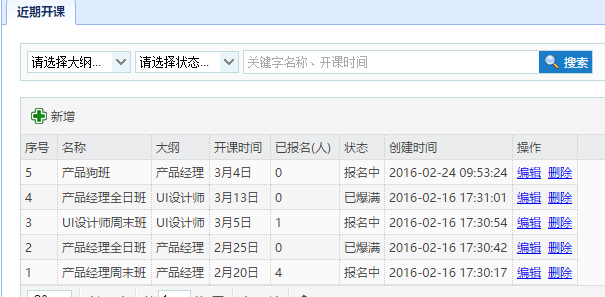 近期开课
请选择大纲... 请选择状态... 关键字名称、开课时间 搜索
新增
序号 名称 大纲 开课时间 已报名(人) 状态 创建时间 操作
5 产品狗班 产品经理 3月4日 0 报名中 2016-02-24 09:53:24 编辑 删除
4 产品经理全日班 UI设计师 3月13日 0 已爆满 2016-02-16 17:31:01 编辑 删除
3 UI设计师周末班 UI设计师 3月5日 1 报名中 2016-02-16 17:30:54 编辑 删除
2 产品经理全日班 产品经理 2月25日 0 已爆满 2016-02-16 17:30:42 编辑 删除
1 产品经理周末班 产品经理 2月20日 4 报名中 2016-02-16 17:30:17 编辑 删除